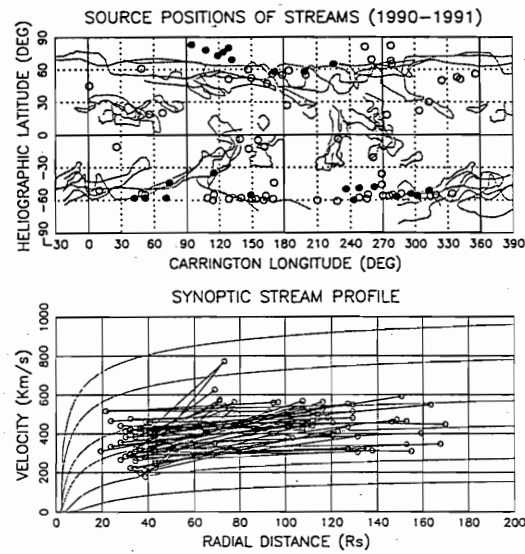 SOURCE POSITIONS OF STREAMS (1990-1991)
HELIOGRAPHIC LATITUDE (DEG)
90
60
30
0
-30
-60
-90
-30 0 30 60 90 120 150 180 210 240 270 300 330 360 390
CARRINGTON LONGITUDE (DEG)
SYNOPTIC STREAM PROFILE
VELOCITY (Km/s)
1000
800
600
400
200
0
0 20 40 60 80 100 120 140 160 180 200
RADIAL DISTANCE (Rs)